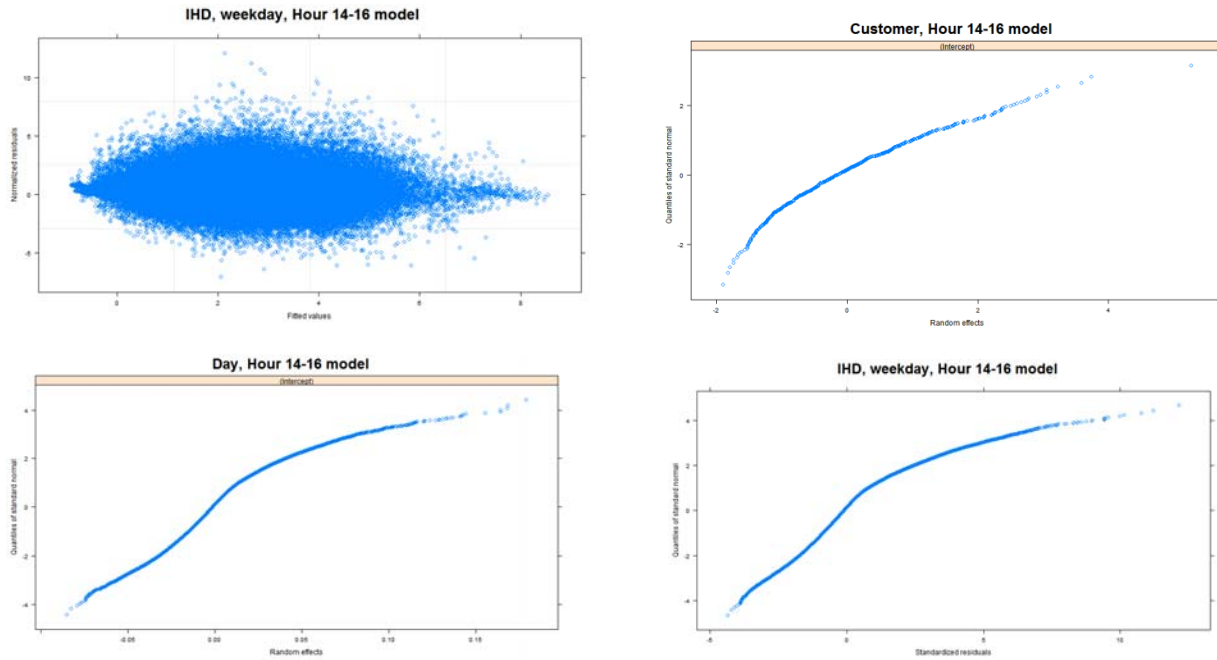 IHD, weekday, Hour 14-16 model
Normalized residuals
10
5
0
-5
0
2
4
6
8
Fitted values
Customer, Hour 14-16 model
(Intercept)
Quantiles of standard normal
2
0
-2
-2
0
2
4
Random effects
Day, Hour 14-16 model
(Intercept)
Quantiles of standard normal
4
2
0
-2
-4
-0.05
0.00
0.05
0.10
0.15
Random effects
IHD, weekday, Hour 14-16 model
Quantiles of standard normal
4
2
0
-2
-4
-5
0
5
10
Standardized residuals